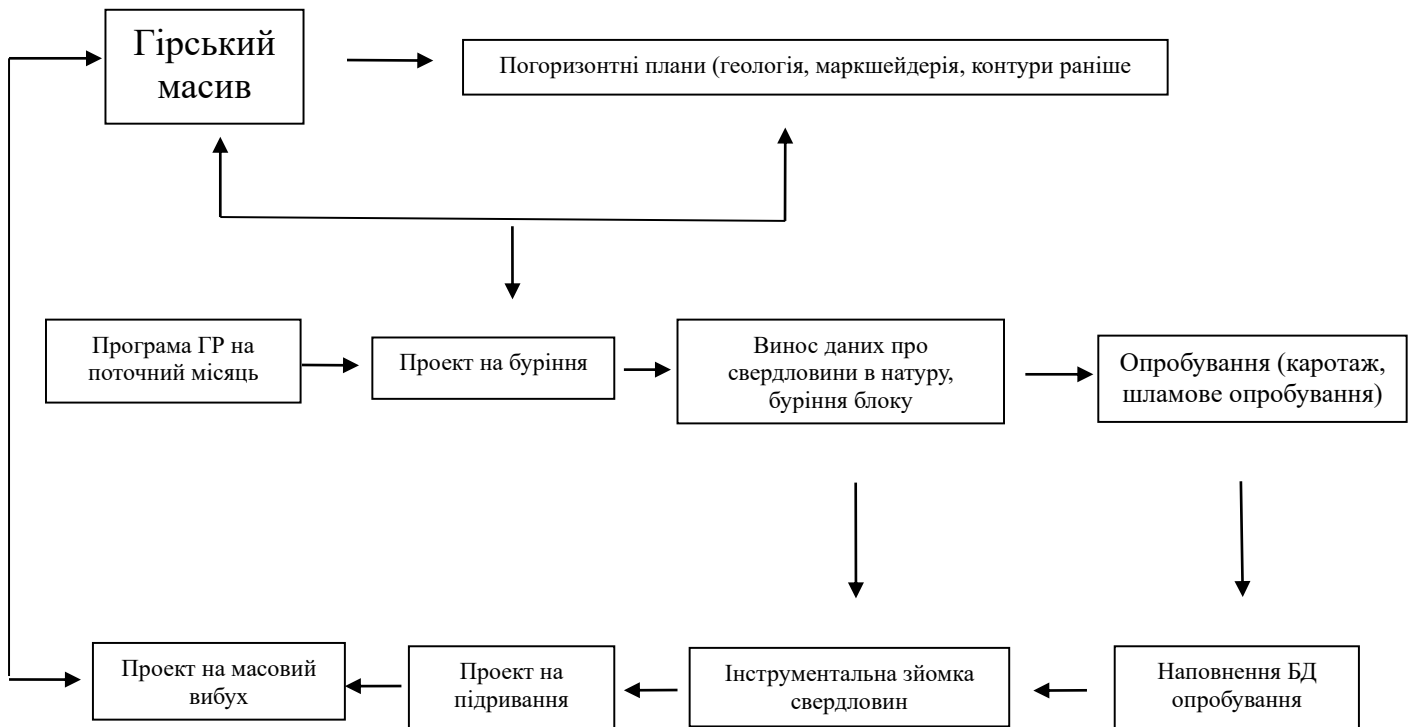 Гірський
масив
Погоризонтні плани (геологія, маркшейдерія, контури раніше
Програма ГР на
поточний місяць
Проект на буріння
Винос даних про
свердловини в натуру,
буріння блоку
Опробування (каротаж,
шламове опробування)
Проект на масовий
вибух
Проект на
підривання
Інструментальна зйомка
свердловин
Наповнення БД
опробування